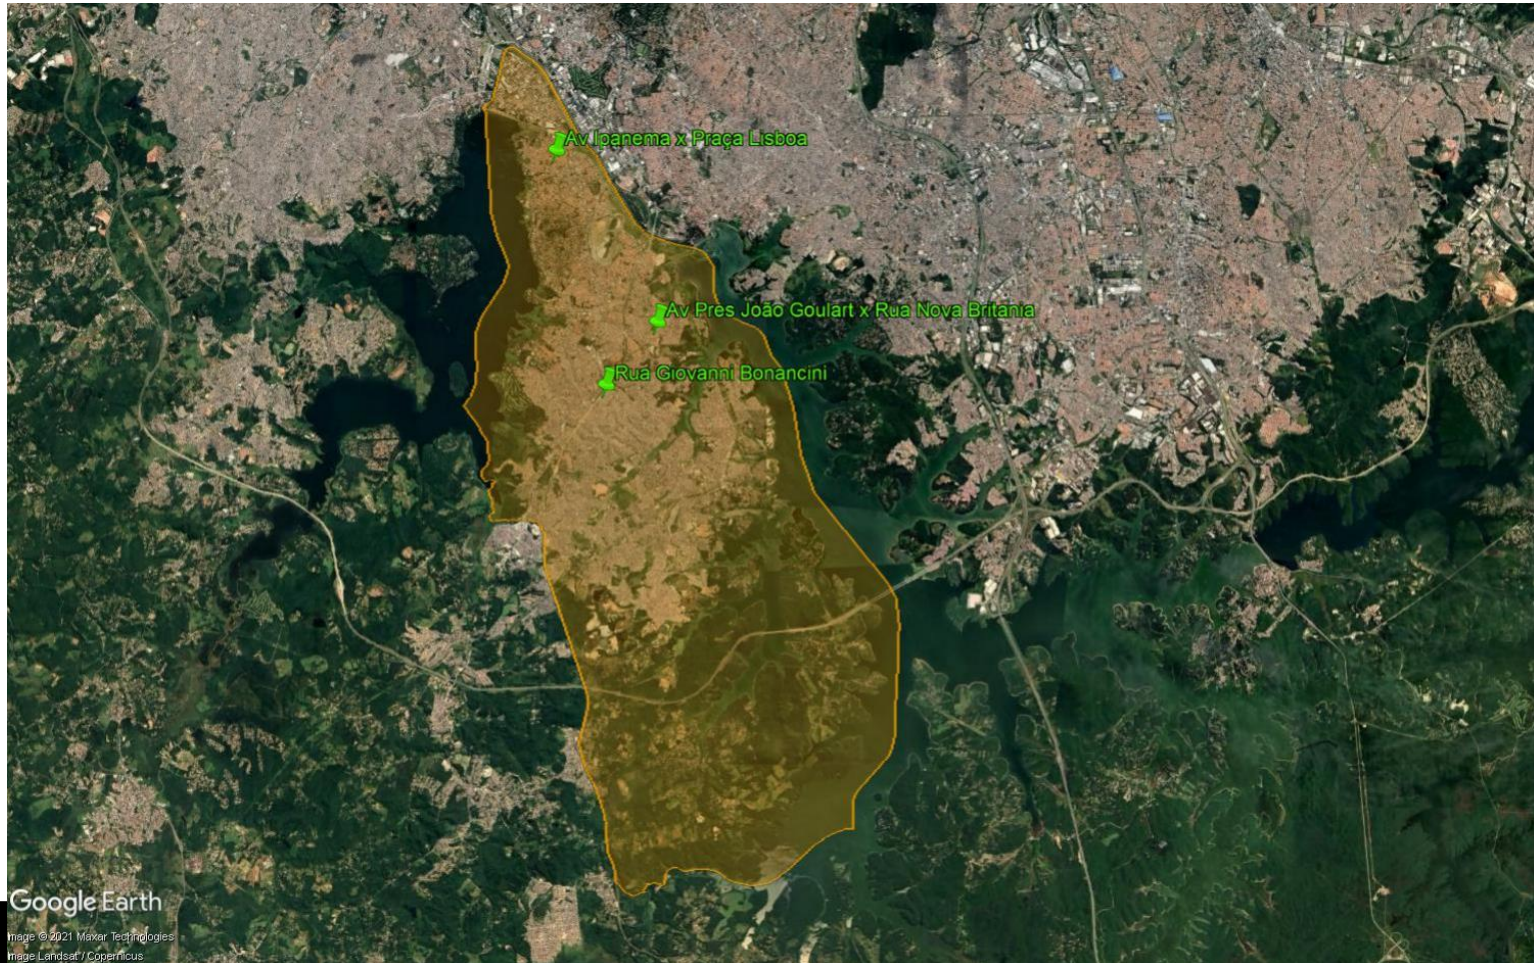 Av Ipanema x Praça Lisboa
Av Pres João Goulart x Rua Nova Britania
Rua Giovanni Bonancini
Google Earth
Image © 2021 Maxar Technologies
Image Landsat / Copernicus